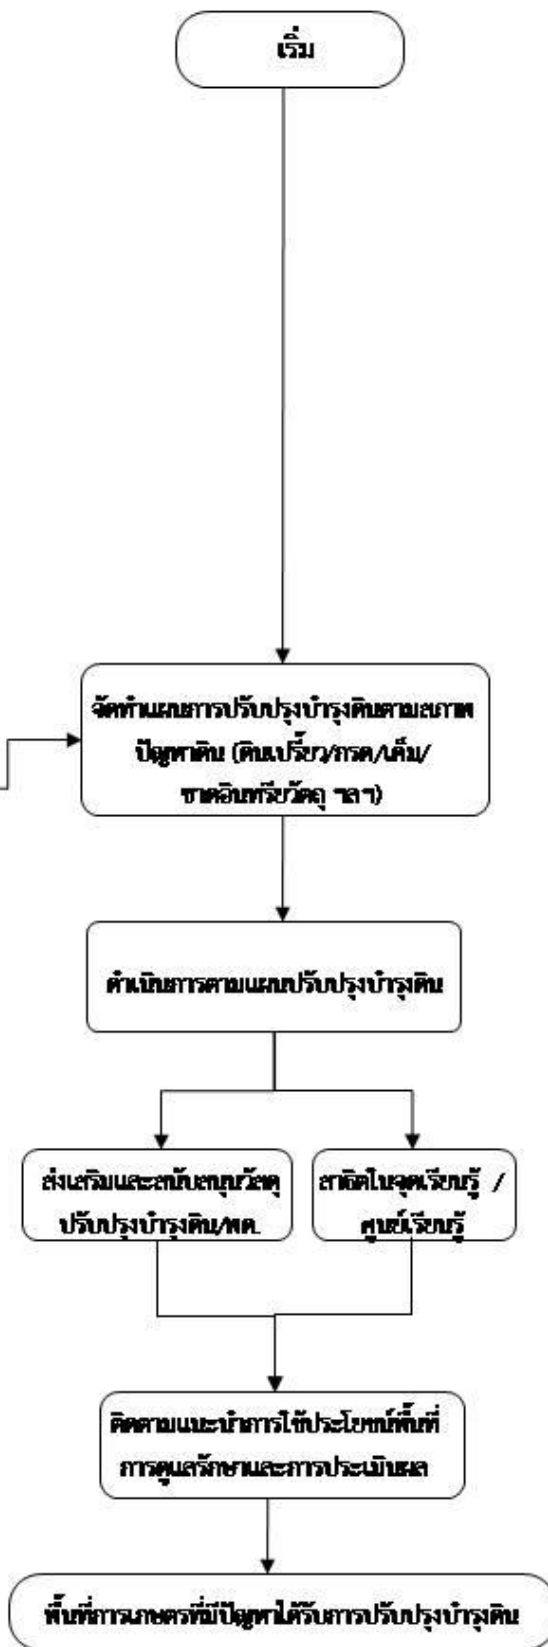 เริ่ม
จัดทำแผนการปรับปรุงบำรุงดินตามสภาพ
ปัญหาดิน (ดินเปรี้ยว/กรด/เค็ม/
ขาดอินทรียวัตถุ ฯลฯ)
ดำเนินการตามแผนปรับปรุงบำรุงดิน
ส่งเสริมและสนับสนุนวัสดุ
ปรับปรุงบำรุงดิน/พด.
สาธิตในจุดเรียนรู้ /
ศูนย์เรียนรู้
ติดตามแนะนำการใช้ประโยชน์พื้นที่
การดูแลรักษาและการประเมินผล
พื้นที่การเกษตรที่มีปัญหาได้รับการปรับปรุงบำรุงดิน